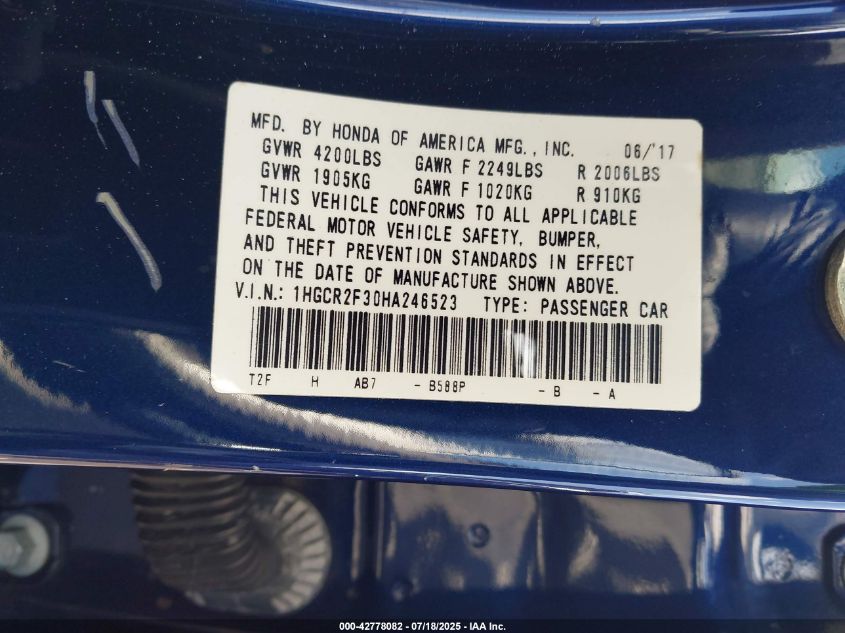 MFD. BY HONDA OF AMERICA MFG., INC. 06/'17
GVWR 4200LBS GAWR F 2249LBS R 2006LBS
GVWR 1905KG GAWR F 1020KG R 910KG
THIS VEHICLE CONFORMS TO ALL APPLICABLE
FEDERAL MOTOR VEHICLE SAFETY, BUMPER,
AND THEFT PREVENTION STANDARDS IN EFFECT
ON THE DATE OF MANUFACTURE SHOWN ABOVE.
V.I.N.: 1HGCR2F30HA246523 TYPE: PASSENGER CAR
T2F H AB7 - B588P - B - A
9
000-42778082 - 07/18/2025 - IAA Inc.